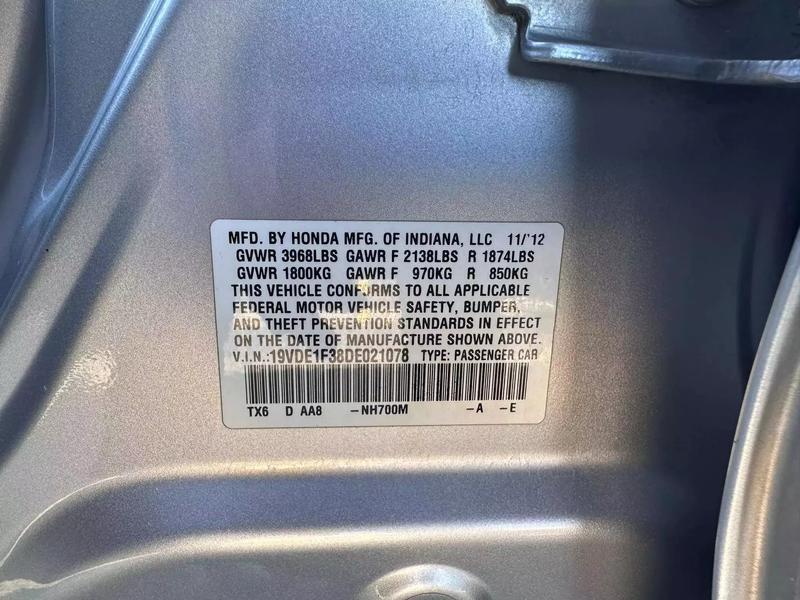 MFD. BY HONDA MFG. OF INDIANA, LLC 11/'12
GVWR 3968LBS GAWR F 2138LBS R 1874LBS
GVWR 1800KG GAWR F 970KG R 850KG
THIS VEHICLE CONFORMS TO ALL APPLICABLE
FEDERAL MOTOR VEHICLE SAFETY, BUMPER,
AND THEFT PREVENTION STANDARDS IN EFFECT
ON THE DATE OF MANUFACTURE SHOWN ABOVE.
V.I.N.:19VDE1F38DE021078 TYPE: PASSENGER CAR
TX6 D AA8 -NH700M -A -E